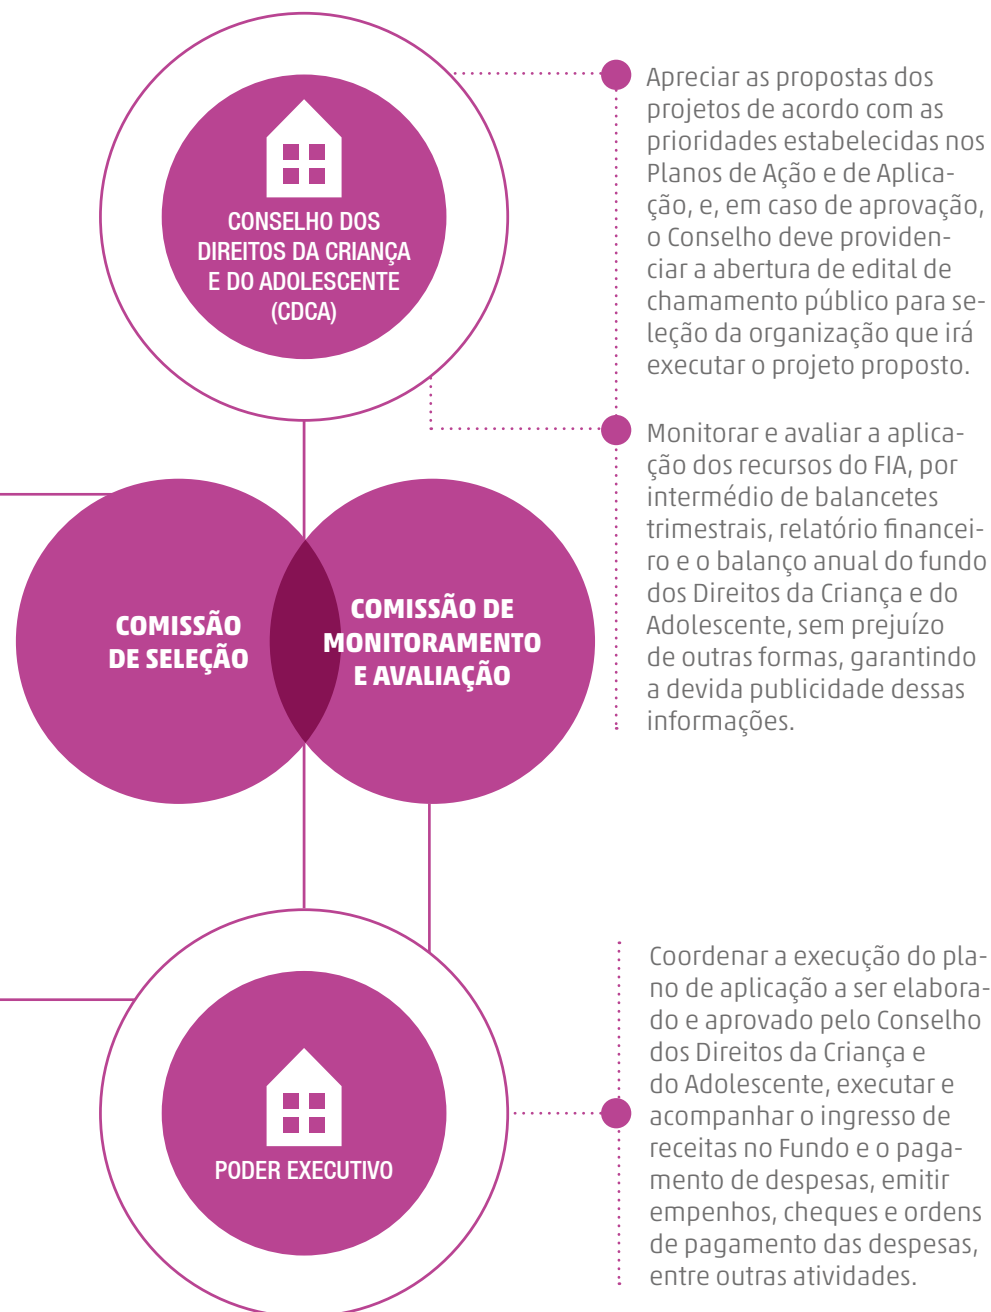 CONSELHO DOS
DIREITOS DA CRIANÇA
E DO ADOLESCENTE
(CDCA)
Apreciar as propostas dos
projetos de acordo com as
prioridades estabelecidas nos
Planos de Ação e de Aplica-
ção, e, em caso de aprovação,
o Conselho deve providen-
ciar a abertura de edital de
chamamento público para se-
leção da organização que irá
executar o projeto proposto.
Monitorar e avaliar a aplica-
ção dos recursos do FIA, por
intermédio de balancetes
trimestrais, relatório financei-
ro e o balanço anual do fundo
dos Direitos da Criança e do
Adolescente, sem prejuízo
de outras formas, garantindo
a devida publicidade dessas
informações.
COMISSÃO
DE SELEÇÃO
COMISSÃO DE
MONITORAMENTO
E AVALIAÇÃO
PODER EXECUTIVO
Coordenar a execução do pla-
no de aplicação a ser elabora-
do e aprovado pelo Conselho
dos Direitos da Criança e
do Adolescente, executar e
acompanhar o ingresso de
receitas no Fundo e o paga-
mento de despesas, emitir
empenhos, cheques e ordens
de pagamento das despesas,
entre outras atividades.